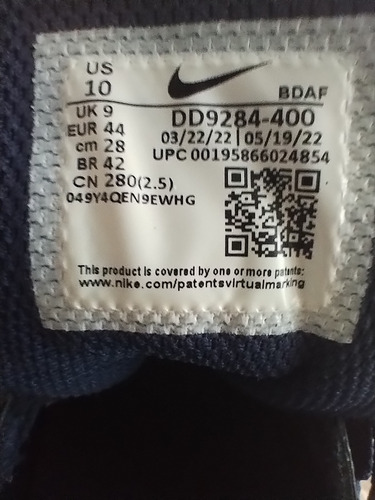 US
10
BDAF
UK 9
EUR 44
cm 28
BR 42
CN 280(2.5)
049Y4QEN9EWHG
DD9284-400
03/22/22 | 05/19/22
UPC 00195866024854
This product is covered by one or more patents:
www.nike.com/patentsvirtualmarking